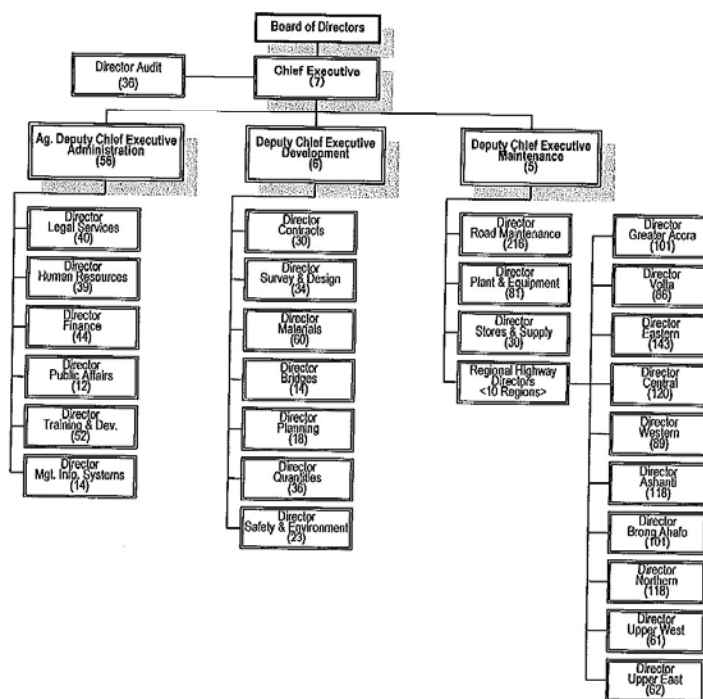 Board of Directors
Director Audit
(36)
Chief Executive
(7)
Ag. Deputy Chief Executive
Administration
(56)
Deputy Chief Executive
Development
(6)
Deputy Chief Executive
Maintenance
(5)
Director
Legal Services
(40)
Director
Human Resources
(39)
Director
Finance
(44)
Director
Public Affairs
(12)
Director
Training & Dev.
(52)
Director
Mgt. Info. Systems
(14)
Director
Contracts
(30)
Director
Survey & Design
(34)
Director
Materials
(60)
Director
Bridges
(14)
Director
Planning
(18)
Director
Quantities
(36)
Director
Safety & Environment
(23)
Director
Road Maintenance
(216)
Director
Plant & Equipment
(81)
Director
Stores & Supply
(30)
Regional Highway
Directors
<10 Regions>
Director
Greater Accra
(101)
Director
Volta
(86)
Director
Eastern
(143)
Director
Central
(120)
Director
Western
(89)
Director
Ashanti
(118)
Director
Brong Ahafo
(101)
Director
Northern
(118)
Director
Upper West
(61)
Director
Upper East
(62)